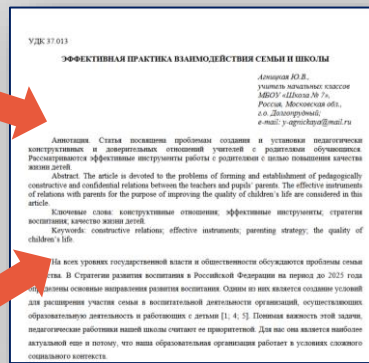 УДК 37.013
ЭФФЕКТИВНАЯ ПРАКТИКА ВЗАИМОДЕЙСТВИЯ СЕМЬИ И ШКОЛЫ
Агницкая Ю.В.,
учитель начальных классов
МБОУ «Школа № 7»,
Россия, Московская обл.,
г.о. Долгопрудный;
e-mail: y-agnichaya@mail.ru
Аннотация. Статья посвящена проблемам создания и установки педагогически
конструктивных и доверительных отношений учителей с родителями обучающихся.
Рассматриваются эффективные инструменты работы с родителями с целью повышения качества
жизни детей.
Abstract. The article is devoted to the problems of forming and establishment of pedagogically
constructive and confidential relations between the teachers and pupils' parents. The effective instruments
of relations with parents for the purpose of improving the quality of children's life are considered in this
article.
Ключевые слова: конструктивные отношения; эффективные инструменты; стратегия
воспитания; качество жизни детей.
Keywords: constructive relations; effective instruments; parenting strategy; the quality of
children's life.
На всех уровнях государственной власти и общественности обсуждаются проблемы семьи
В Стратегии развития воспитания в Российской Федерации на период до 2025 года
определены основные направления развития воспитания. Одним из них является создание условий
для расширения участия семьи в воспитательной деятельности организаций, осуществляющих
образовательную деятельность и работающих с детьми [1; 4; 5]. Понимая важность этой задачи,
педагогические работники нашей школы считают ее приоритетной. Для нас она является наиболее
актуальной еще и потому, что наша образовательная организация работает в условиях сложного
социального контекста.